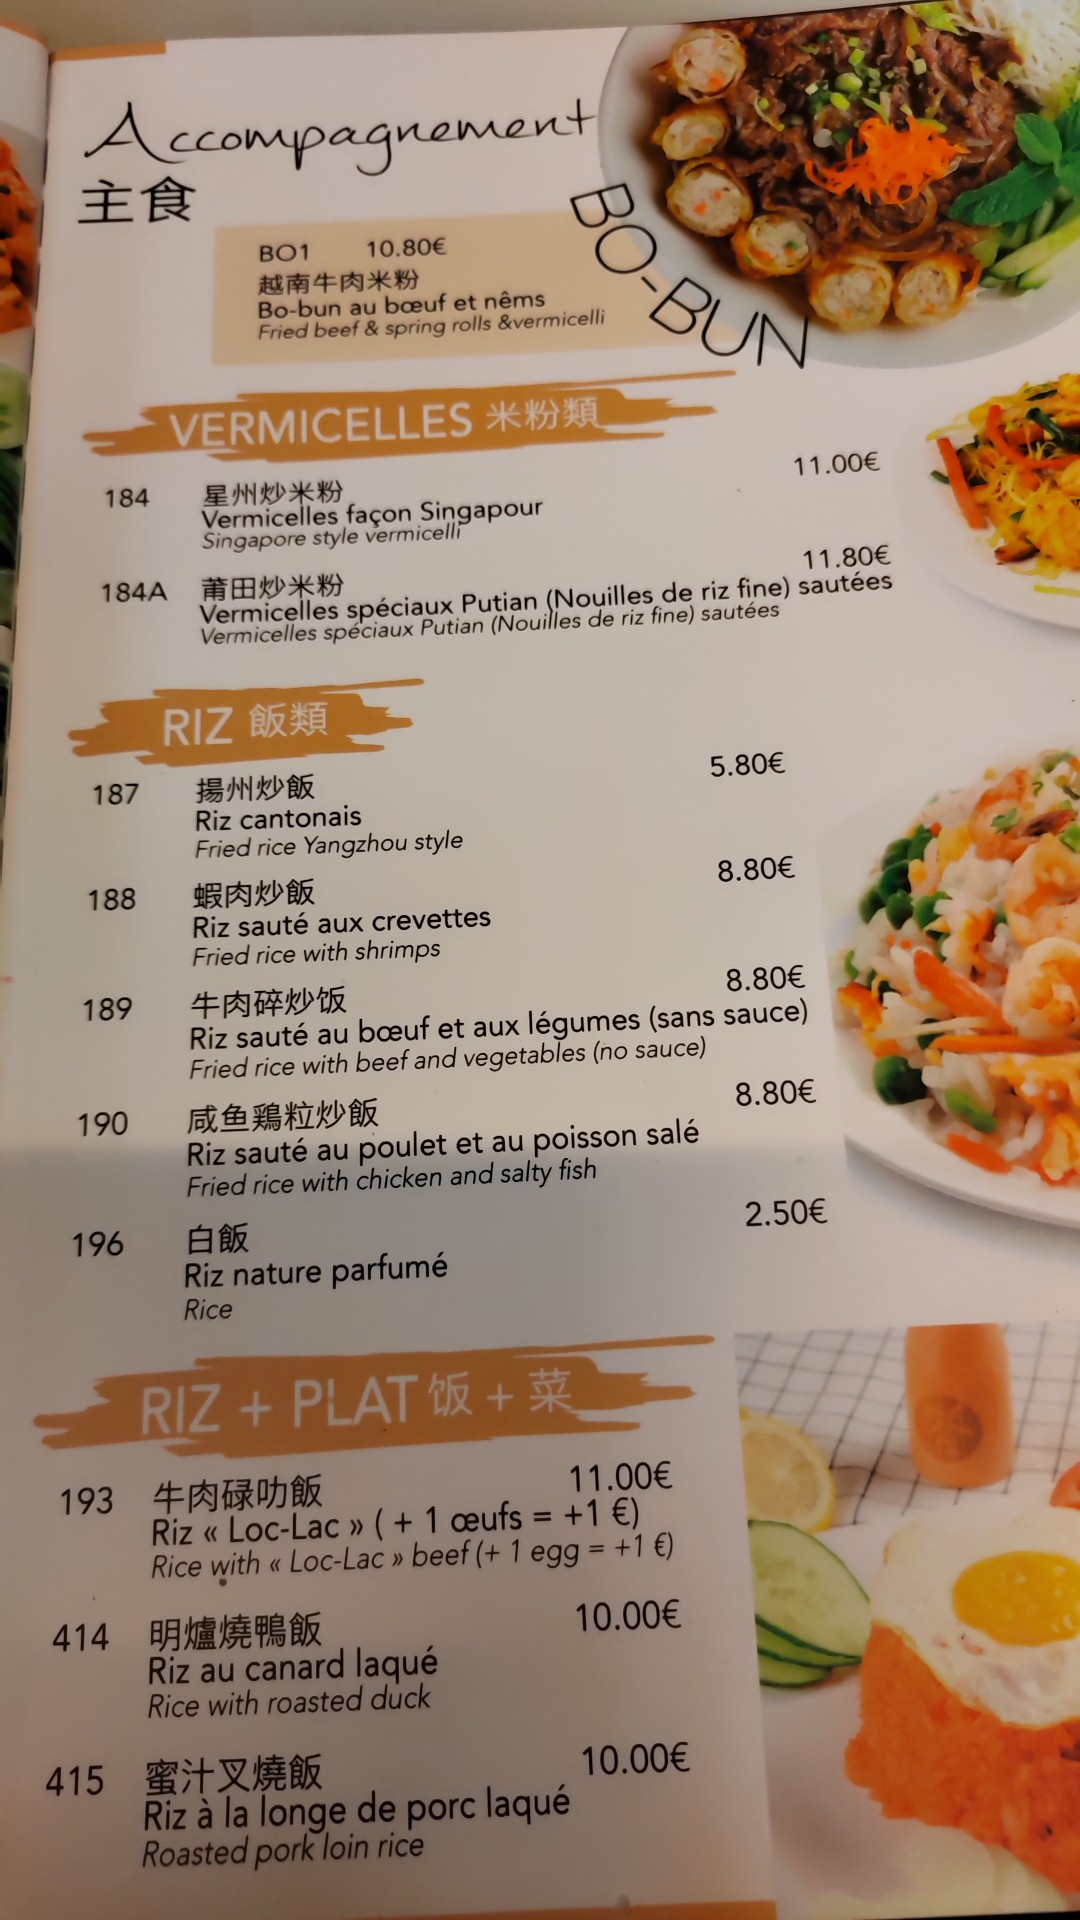 Accompagnement
主食
BO-BUN
BO1 10.80€
越南牛肉米粉
Bo-bun au bœuf et nêms
Fried beef & spring rolls &vermicelli
VERMICELLES 米粉類
184 星州炒米粉 11.00€
Vermicelles façon Singapour
Singapore style vermicelli
184A 莆田炒米粉 11.80€
Vermicelles spéciaux Putian (Nouilles de riz fine) sautées
Vermicelles spéciaux Putian (Nouilles de riz fine) sautées
RIZ 飯類
187 揚州炒飯 5.80€
Riz cantonais
Fried rice Yangzhou style
188 蝦肉炒飯 8.80€
Riz sauté aux crevettes
Fried rice with shrimps
189 牛肉碎炒饭 8.80€
Riz sauté au bœuf et aux légumes (sans sauce)
Fried rice with beef and vegetables (no sauce)
190 咸鱼鶏粒炒飯 8.80€
Riz sauté au poulet et au poisson salé
Fried rice with chicken and salty fish
196 白飯 2.50€
Riz nature parfumé
Rice
RIZ + PLAT 饭 + 菜
193 牛肉碌叻飯 11.00€
Riz « Loc-Lac » ( + 1 œufs = +1 €)
Rice with « Loc-Lac » beef (+ 1 egg = +1 €)
414 明爐燒鴨飯 10.00€
Riz au canard laqué
Rice with roasted duck
415 蜜汁叉燒飯 10.00€
Riz à la longe de porc laqué
Roasted pork loin rice